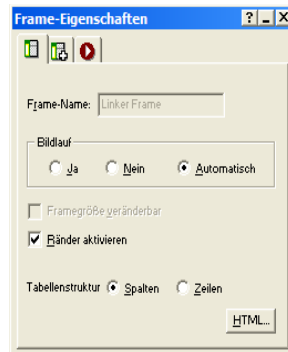 Frame-Eigenschaften
Frame-Name: Linker Frame
Bildlauf
Ja Nein Automatisch
Framegröße veränderbar
Ränder aktivieren
Tabellenstruktur Spalten Zeilen
HTML...